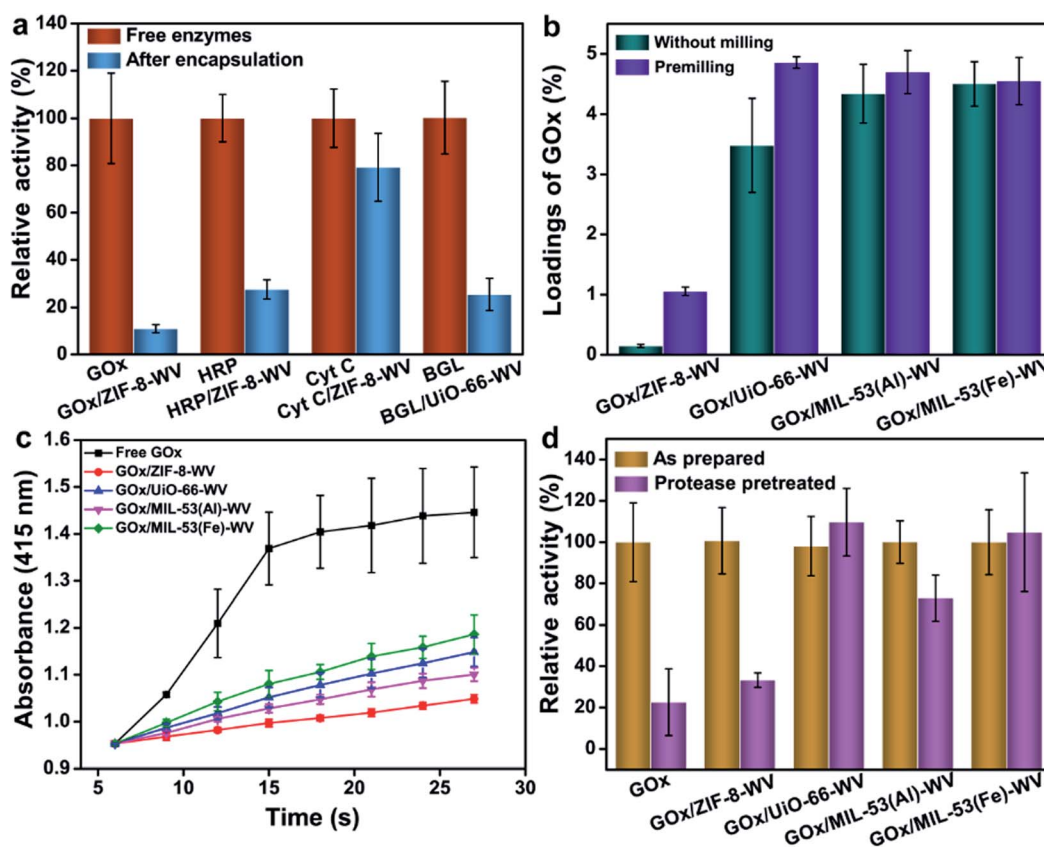 a
Relative activity (%)
140
120
100
80
60
40
20
0
Free enzymes
After encapsulation
GOx
GOx/ZIF-8-WV
HRP
HRP/ZIF-8-WV
Cyt C
Cyt C/ZIF-8-WV
BGL
BGL/UiO-66-WV
b
Loadings of GOx (%)
5
4
3
2
1
0
Without milling
Premilling
GOx/ZIF-8-WV
GOx/UiO-66-WV
GOx/MIL-53(Al)-WV
GOx/MIL-53(Fe)-WV
c
Absorbance (415 nm)
1.6
1.5
1.4
1.3
1.2
1.1
1.0
0.9
Free GOx
GOx/ZIF-8-WV
GOx/UiO-66-WV
GOx/MIL-53(Al)-WV
GOx/MIL-53(Fe)-WV
5
10
15
20
25
30
Time (s)
d
Relative activity (%)
140
120
100
80
60
40
20
0
As prepared
Protease pretreated
GOx
GOx/ZIF-8-WV
GOx/UiO-66-WV
GOx/MIL-53(Al)-WV
GOx/MIL-53(Fe)-WV